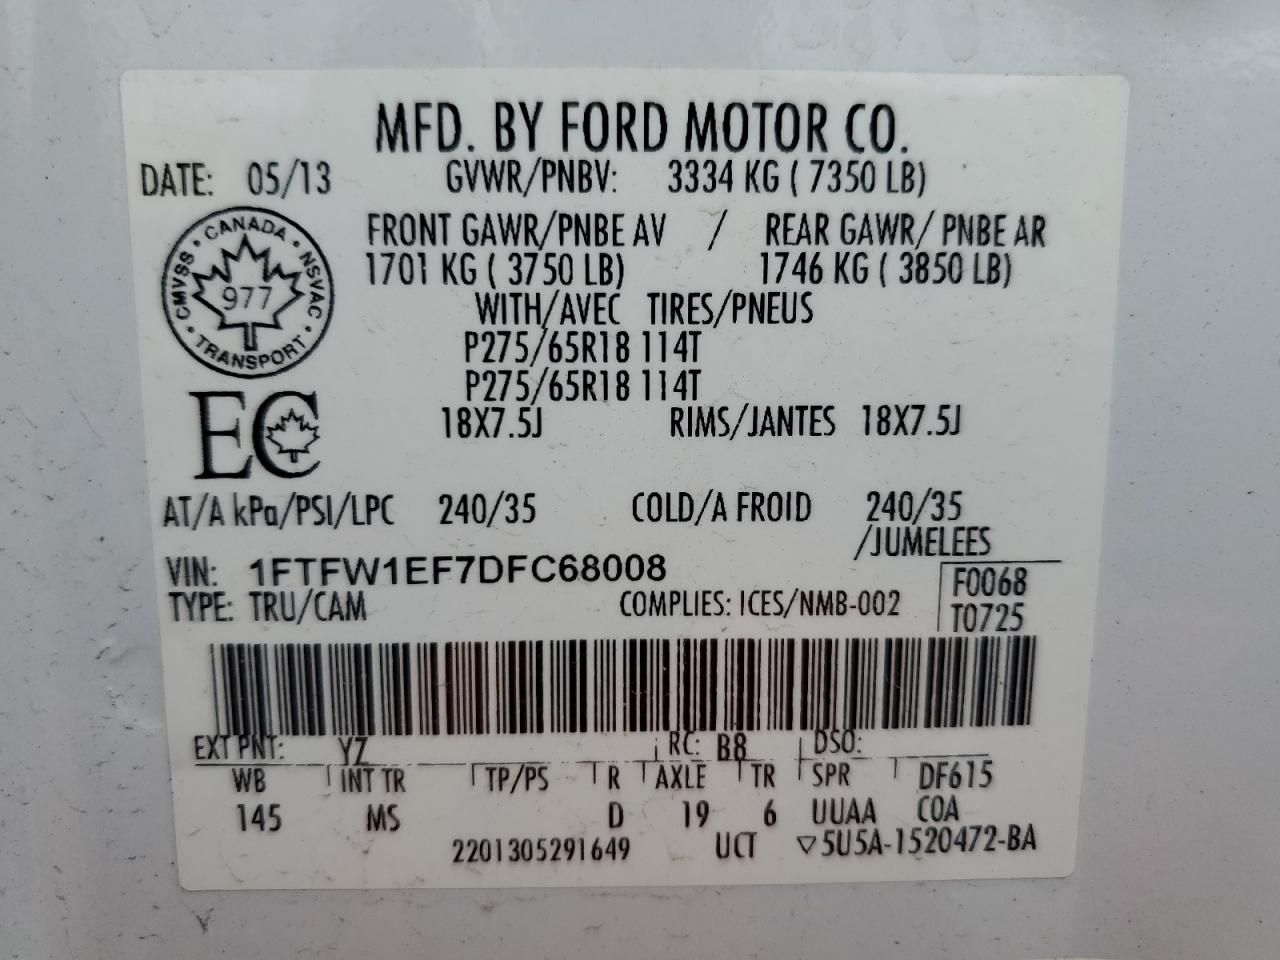 MFD. BY FORD MOTOR CO.
DATE: 05/13 GVWR/PNBV: 3334 KG ( 7350 LB)
FRONT GAWR/PNBE AV / REAR GAWR/ PNBE AR
1701 KG ( 3750 LB) 1746 KG ( 3850 LB)
WITH/AVEC TIRES/PNEUS
P275/65R18 114T
P275/65R18 114T
18X7.5J RIMS/JANTES 18X7.5J
CANADA
CMVSS • NSVAC
977
TRANSPORT
EC
AT/A kPa/PSI/LPC 240/35 COLD/A FROID 240/35
/JUMELEES
VIN: 1FTFW1EF7DFC68008
F0068
TYPE: TRU/CAM COMPLIES: ICES/NMB-002 T0725
EXT PNT: YZ RC: B8 DSO:
WB INT TR TP/PS R AXLE TR SPR DF615
145 MS D 19 6 UUAA COA
2201305291649 UCT ▽5U5A-1520472-BA